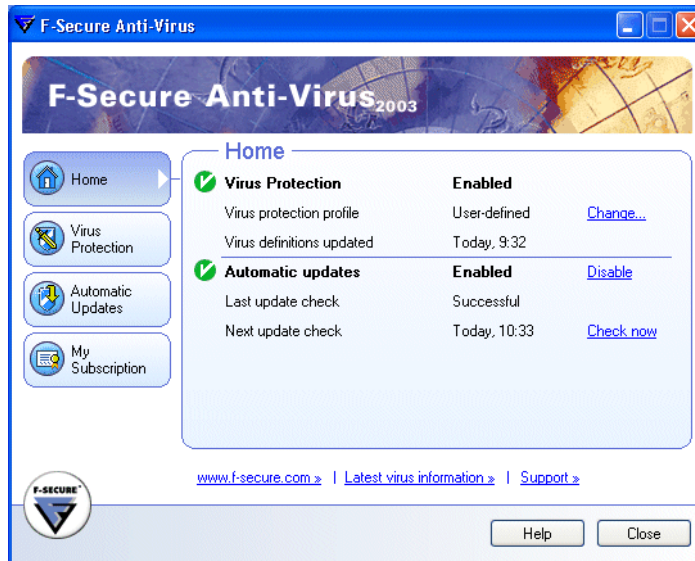 F-Secure Anti-Virus
F-Secure Anti-Virus 2003
Home
Virus
Protection
Automatic
Updates
My
Subscription
Home
Virus Protection Enabled
Virus protection profile User-defined Change...
Virus definitions updated Today, 9:32
Automatic updates Enabled Disable
Last update check Successful
Next update check Today, 10:33 Check now
www.f-secure.com » | Latest virus information » | Support »
F-SECURE
Help Close